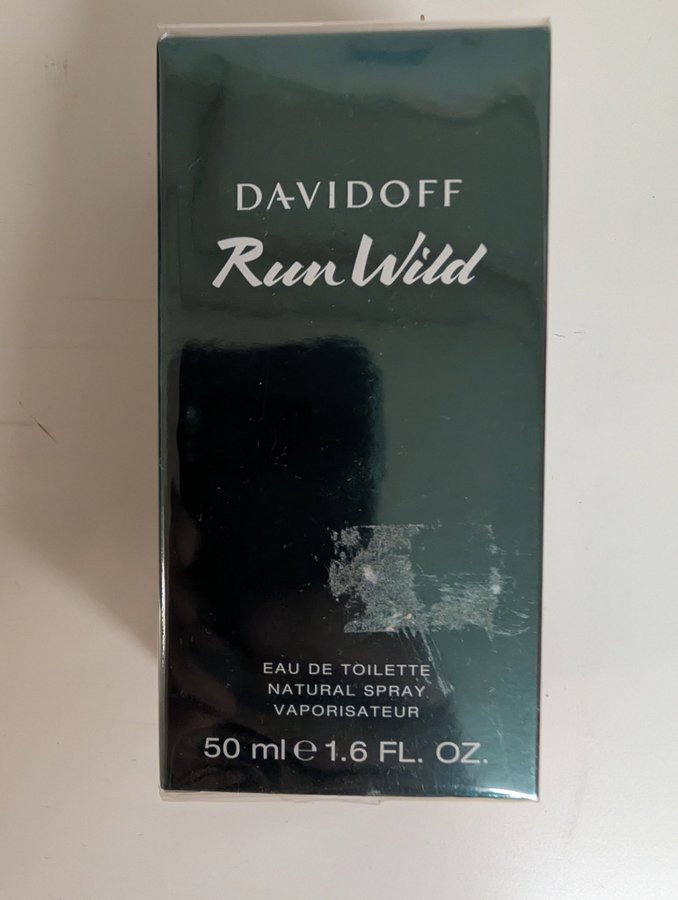 DAVIDOFF
Run Wild
EAU DE TOILETTE
NATURAL SPRAY
VAPORISATEUR
50 ml ℮ 1.6 FL. OZ.